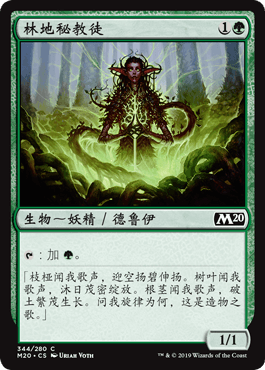 林地秘教徒 1
生物～妖精 / 德鲁伊 M20
：加。
「枝桠闻我歌声，迎空扬碧伸扬。树叶闻我
歌声，沐日茂密绽放。根茎闻我歌声，破
土繁茂生长。问我旋律为何，这是造物之
歌。」
1/1
344/280 C
M20 • CS URIAH VOTH
™ & © 2019 Wizards of the Coast